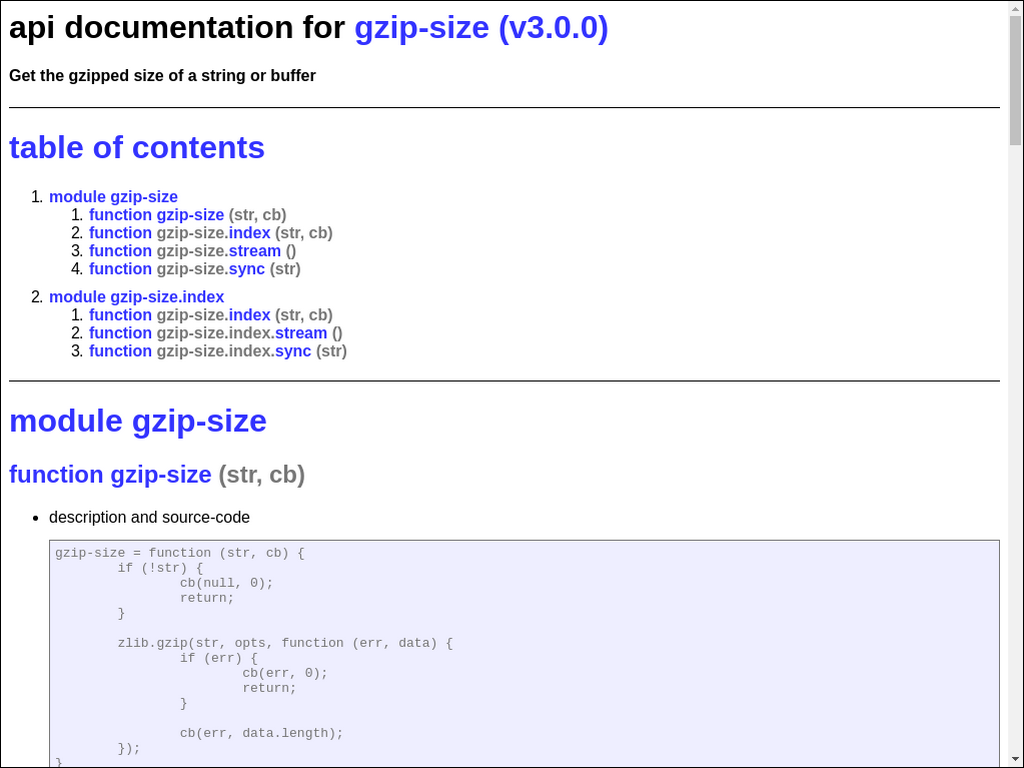 api documentation for gzip-size (v3.0.0)
Get the gzipped size of a string or buffer
table of contents
1. module gzip-size
1. function gzip-size (str, cb)
2. function gzip-size.index (str, cb)
3. function gzip-size.stream ()
4. function gzip-size.sync (str)
2. module gzip-size.index
1. function gzip-size.index (str, cb)
2. function gzip-size.index.stream ()
3. function gzip-size.index.sync (str)
module gzip-size
function gzip-size (str, cb)
• description and source-code
gzip-size = function (str, cb) {
        if (!str) {
                cb(null, 0);
                return;
        }
        zlib.gzip(str, opts, function (err, data) {
                if (err) {
                        cb(err, 0);
                        return;
                }
                cb(err, data.length);
        });
}